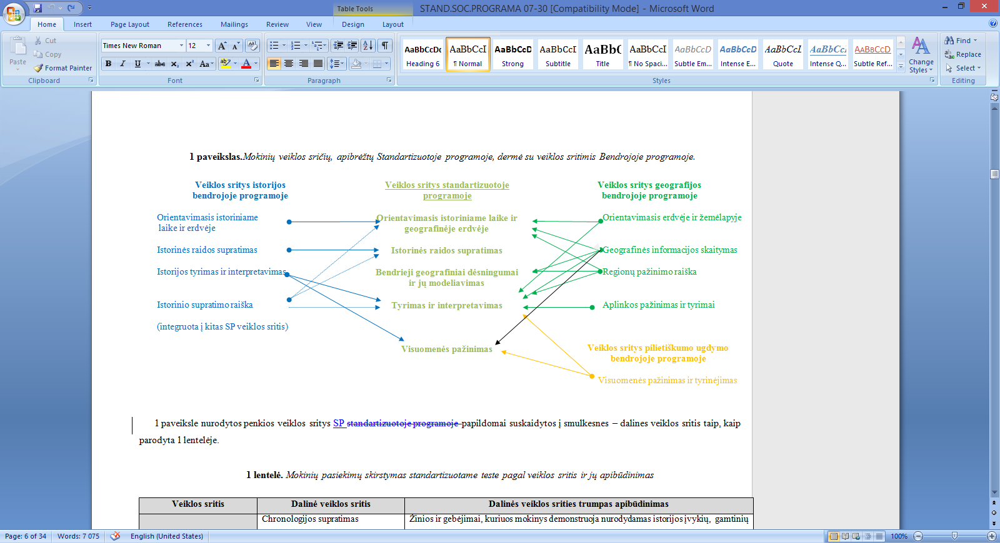 Table Tools
STAND.SOC.PROGRAMA 07-30 [Compatibility Mode] - Microsoft Word
Home Insert Page Layout References Mailings Review View Design Layout
Paste
Cut
Copy
Format Painter
Clipboard
Times New Roman 12
B I U abc x₂ x² Aa
Font
Paragraph
AaBbCcDc AaBbCcI AaBbCcD AaBbCcI AaBbC AaBbCcI AaBbCcD AaBbCcD AaBbCcI AaBbCcI AABBCCD
Heading 6 ¶ Normal Strong Subtitle Title ¶ No Spaci... Subtle Em... Intense E... Quote Intense Q... Subtle Ref...
Styles
Change
Styles
Find
Replace
Select
Editing
1 paveikslas.Mokinių veiklos sričių, apibrėžtų Standartizuotoje programoje, dermė su veiklos sritimis Bendrojoje programoje.
Veiklos sritys istorijos
bendrojoje programoje
Veiklos sritys standartizuotoje
programoje
Veiklos sritys geografijos
bendrojoje programoje
Orientavimasis istoriniame
laike ir erdvėje
Orientavimasis istoriniame laike ir
geografinėje erdvėje
Orientavimasis erdvėje ir žemėlapyje
Istorinės raidos supratimas
Istorinės raidos supratimas
Geografinės informacijos skaitymas
Istorijos tyrimas ir interpretavimas
Bendrieji geografiniai dėsningumai
ir jų modeliavimas
Regionų pažinimo raiška
Istorinio supratimo raiška
Tyrimas ir interpretavimas
Aplinkos pažinimas ir tyrimai
(integruota į kitas SP veiklos sritis)
Visuomenės pažinimas
Veiklos sritys pilietiškumo ugdymo
bendrojoje programoje
Visuomenės pažinimas ir tyrinėjimas
1 paveiksle nurodytos penkios veiklos sritys SP standartizuotoje programoje papildomai suskaidytos į smulkesnes – dalines veiklos sritis taip, kaip
parodyta 1 lentelėje.
1 lentelė. Mokinių pasiekimų skirstymas standartizuotame teste pagal veiklos sritis ir jų apibūdinimas
Veiklos sritis Dalinė veiklos sritis Dalinės veiklos srities trumpas apibūdinimas
Chronologijos supratimas Žinios ir gebėjimai, kuriuos mokinys demonstruoja nurodydamas istorijos įvykių, gamtinių
Page: 6 of 34 Words: 7 075 English (United States) 100%